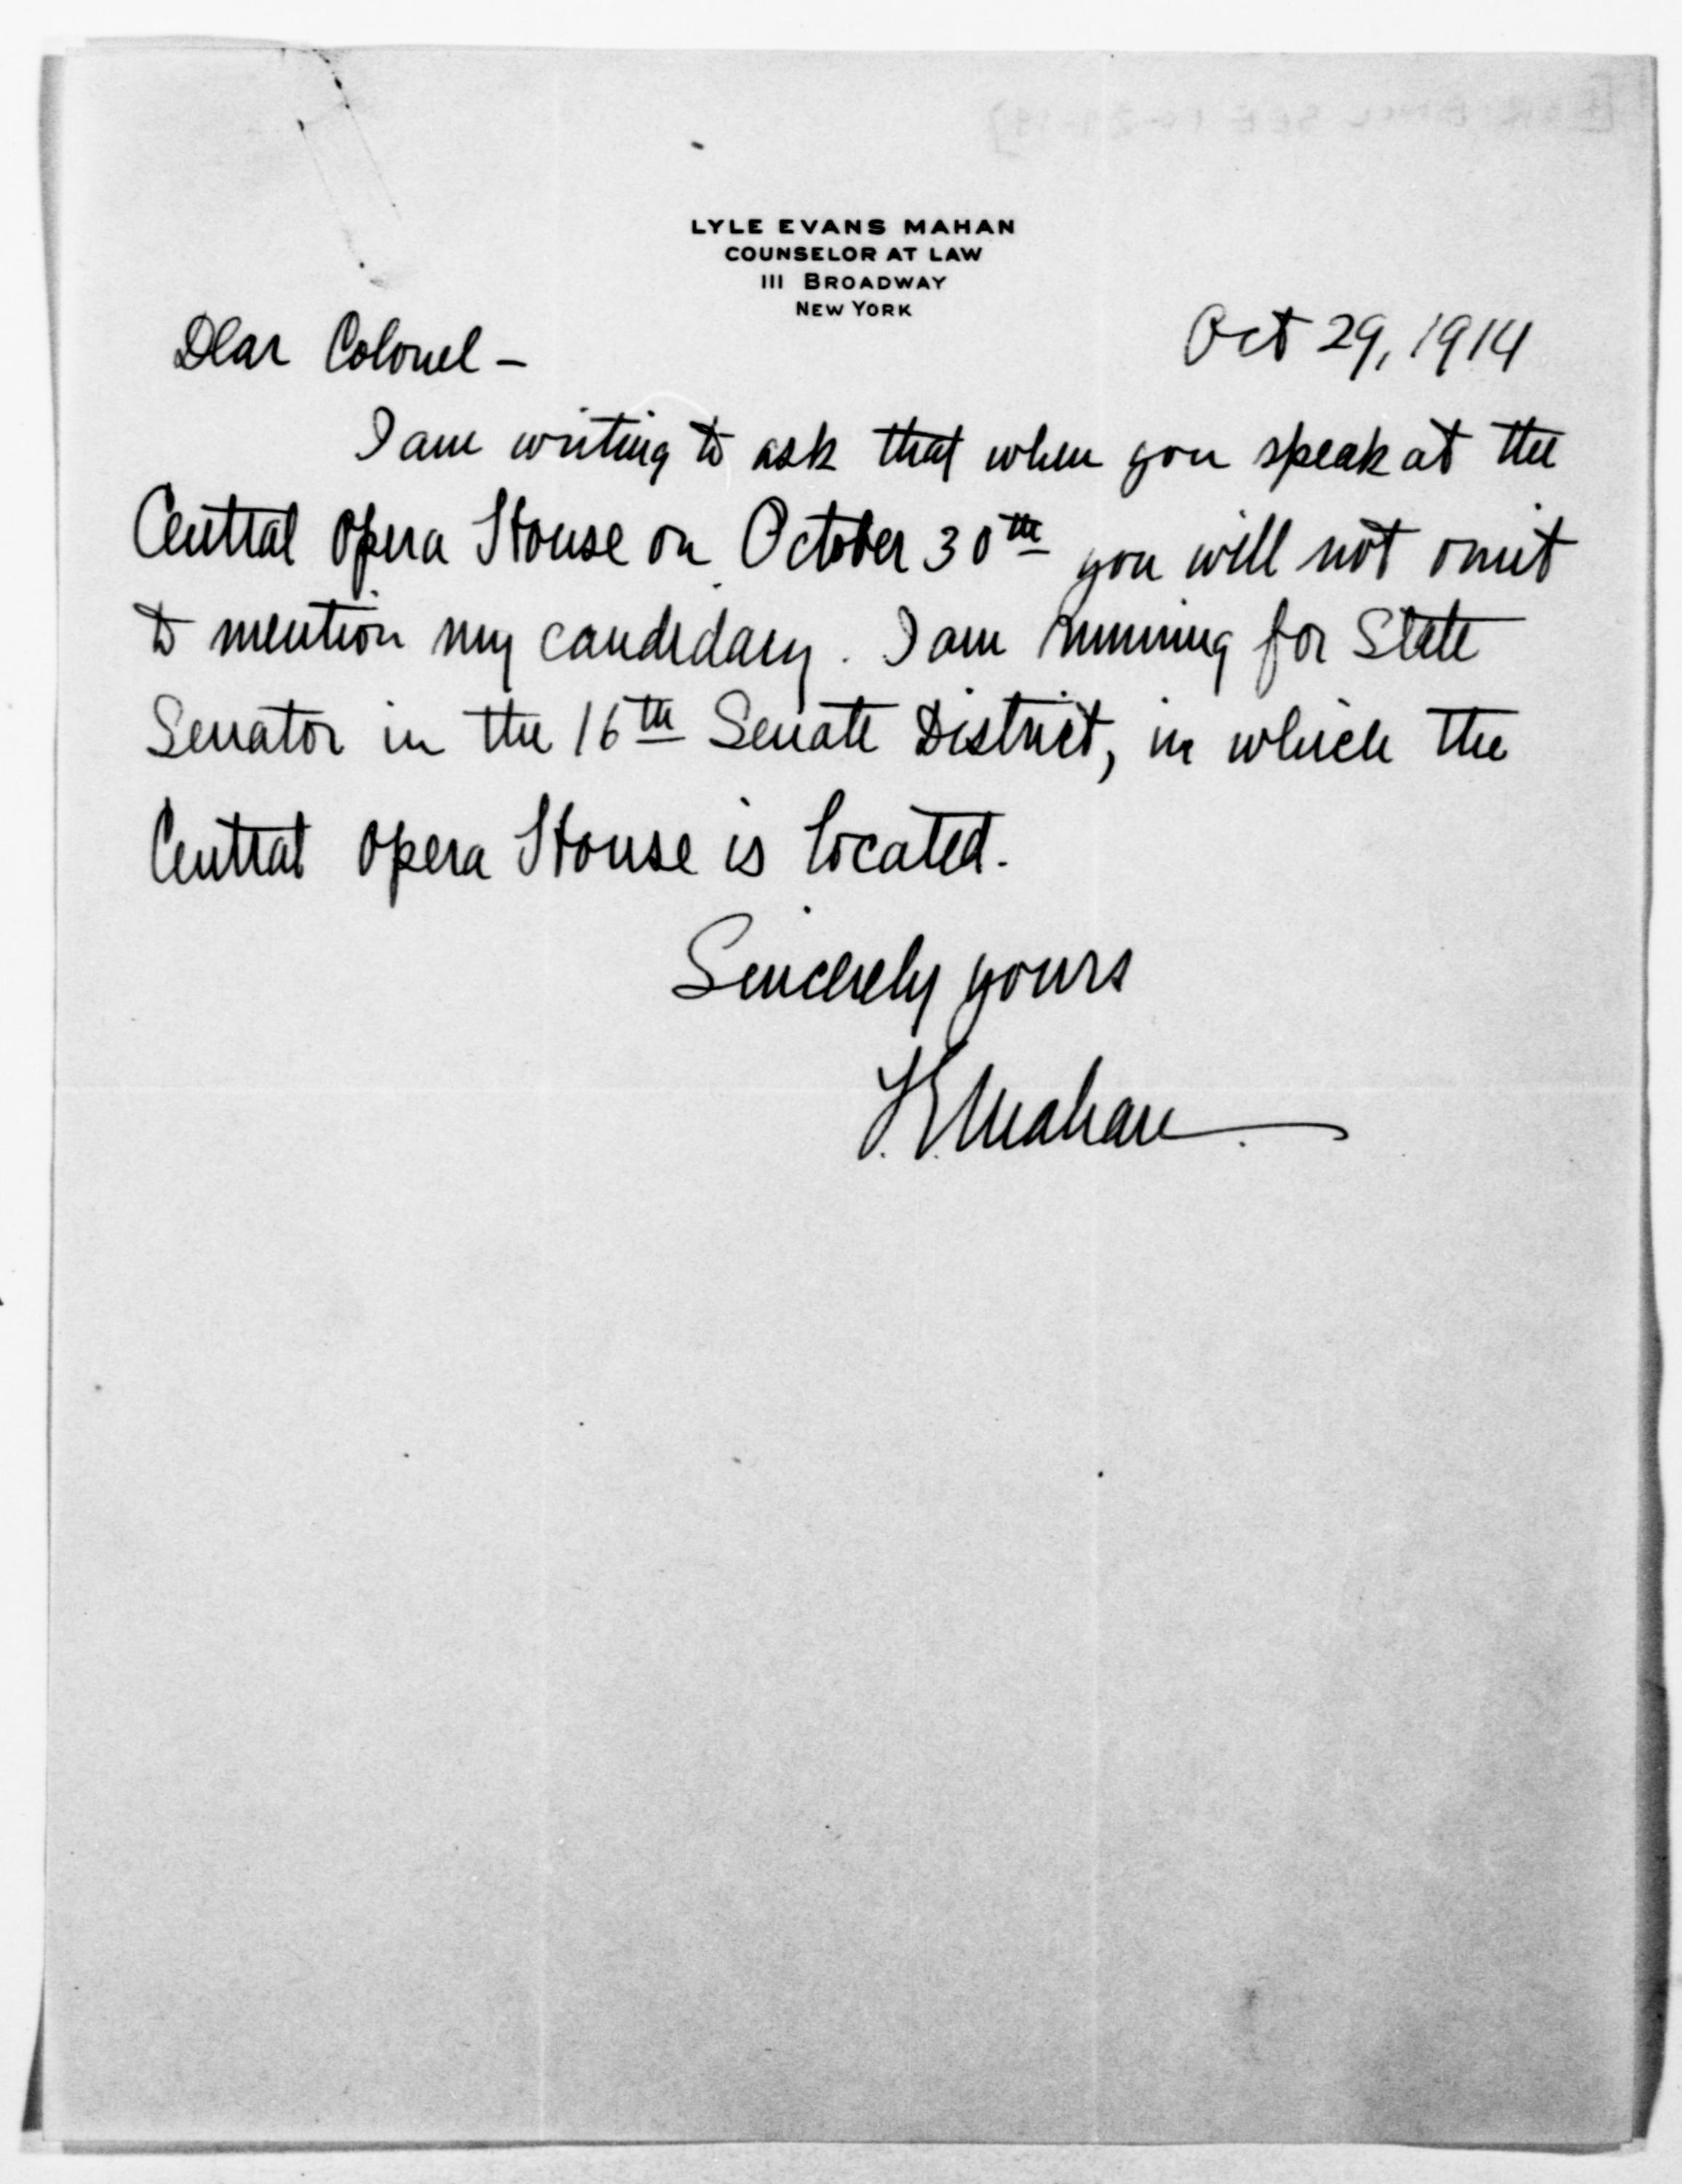 LYLE EVANS MAHAN
COUNSELOR AT LAW
111 BROADWAY
NEW YORK
Oct 29, 1914
Dear Colonel -
I am writing to ask that when you speak at the
Central Opera House on October 30th you will not omit
to mention my candidacy. I am running for State
Senator in the 16th Senate District, in which the
Central Opera House is located.
Sincerely yours
L. E. Mahan